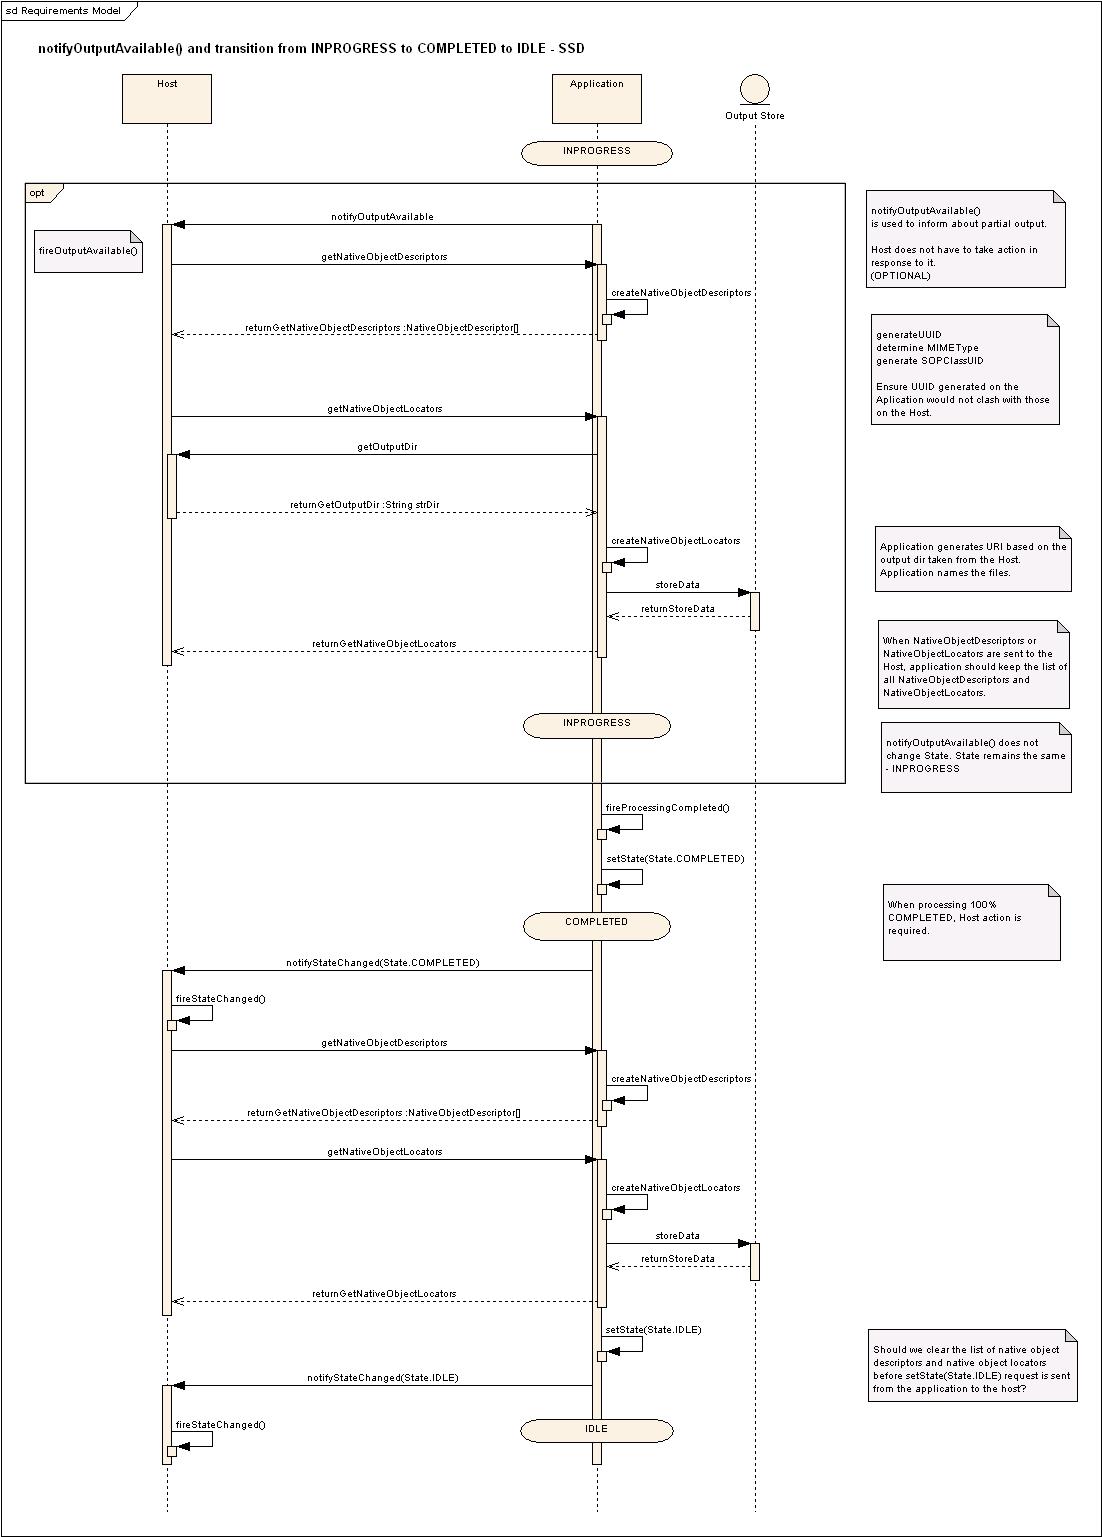 sd Requirements Model
notifyOutputAvailable() and transition from INPROGRESS to COMPLETED to IDLE - SSD
Host
Application
Output Store
INPROGRESS
opt
notifyOutputAvailable
fireOutputAvailable()
getNativeObjectDescriptors
createNativeObjectDescriptors
returnGetNativeObjectDescriptors :NativeObjectDescriptor[]
notifyOutputAvailable()
is used to inform about partial output.
Host does not have to take action in
response to it.
(OPTIONAL)
generateUUID
determine MIMEType
generate SOPClassUID
Ensure UUID generated on the
Aplication would not clash with those
on the Host.
getNativeObjectLocators
getOutputDir
returnGetOutputDir :String strDir
createNativeObjectLocators
storeData
returnStoreData
returnGetNativeObjectLocators
Application generates URI based on the
output dir taken from the Host.
Application names the files.
When NativeObjectDescriptors or
NativeObjectLocators are sent to the
Host, application should keep the list of
all NativeObjectDescriptors and
NativeObjectLocators.
INPROGRESS
notifyOutputAvailable() does not
change State. State remains the same
- INPROGRESS
fireProcessingCompleted()
setState(State.COMPLETED)
COMPLETED
When processing 100%
COMPLETED, Host action is
required.
notifyStateChanged(State.COMPLETED)
fireStateChanged()
getNativeObjectDescriptors
createNativeObjectDescriptors
returnGetNativeObjectDescriptors :NativeObjectDescriptor[]
getNativeObjectLocators
createNativeObjectLocators
storeData
returnStoreData
returnGetNativeObjectLocators
setState(State.IDLE)
Should we clear the list of native object
descriptors and native object locators
before setState(State.IDLE) request is sent
from the application to the host?
notifyStateChanged(State.IDLE)
fireStateChanged()
IDLE